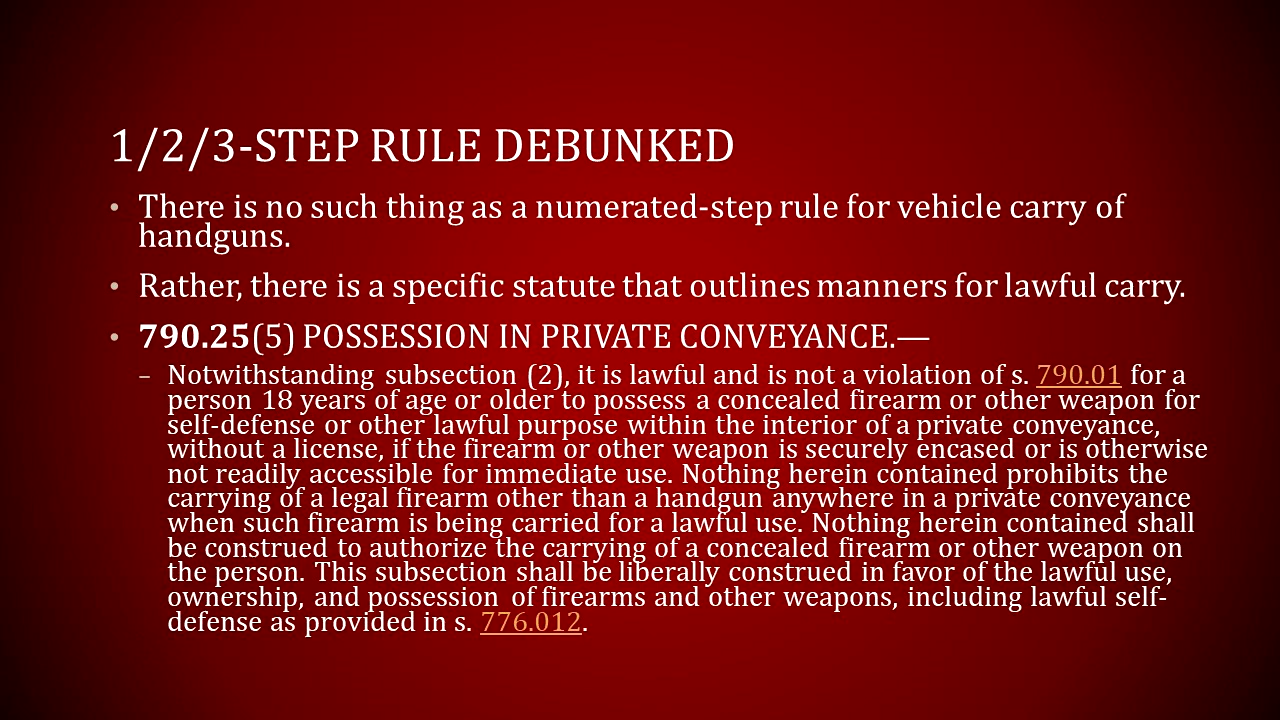 1/2/3-STEP RULE DEBUNKED
• There is no such thing as a numerated-step rule for vehicle carry of
handguns.
• Rather, there is a specific statute that outlines manners for lawful carry.
• 790.25(5) POSSESSION IN PRIVATE CONVEYANCE.—
– Notwithstanding subsection (2), it is lawful and is not a violation of s. 790.01 for a
person 18 years of age or older to possess a concealed firearm or other weapon for
self-defense or other lawful purpose within the interior of a private conveyance,
without a license, if the firearm or other weapon is securely encased or is otherwise
not readily accessible for immediate use. Nothing herein contained prohibits the
carrying of a legal firearm other than a handgun anywhere in a private conveyance
when such firearm is being carried for a lawful use. Nothing herein contained shall
be construed to authorize the carrying of a concealed firearm or other weapon on
the person. This subsection shall be liberally construed in favor of the lawful use,
ownership, and possession of firearms and other weapons, including lawful self-
defense as provided in s. 776.012.